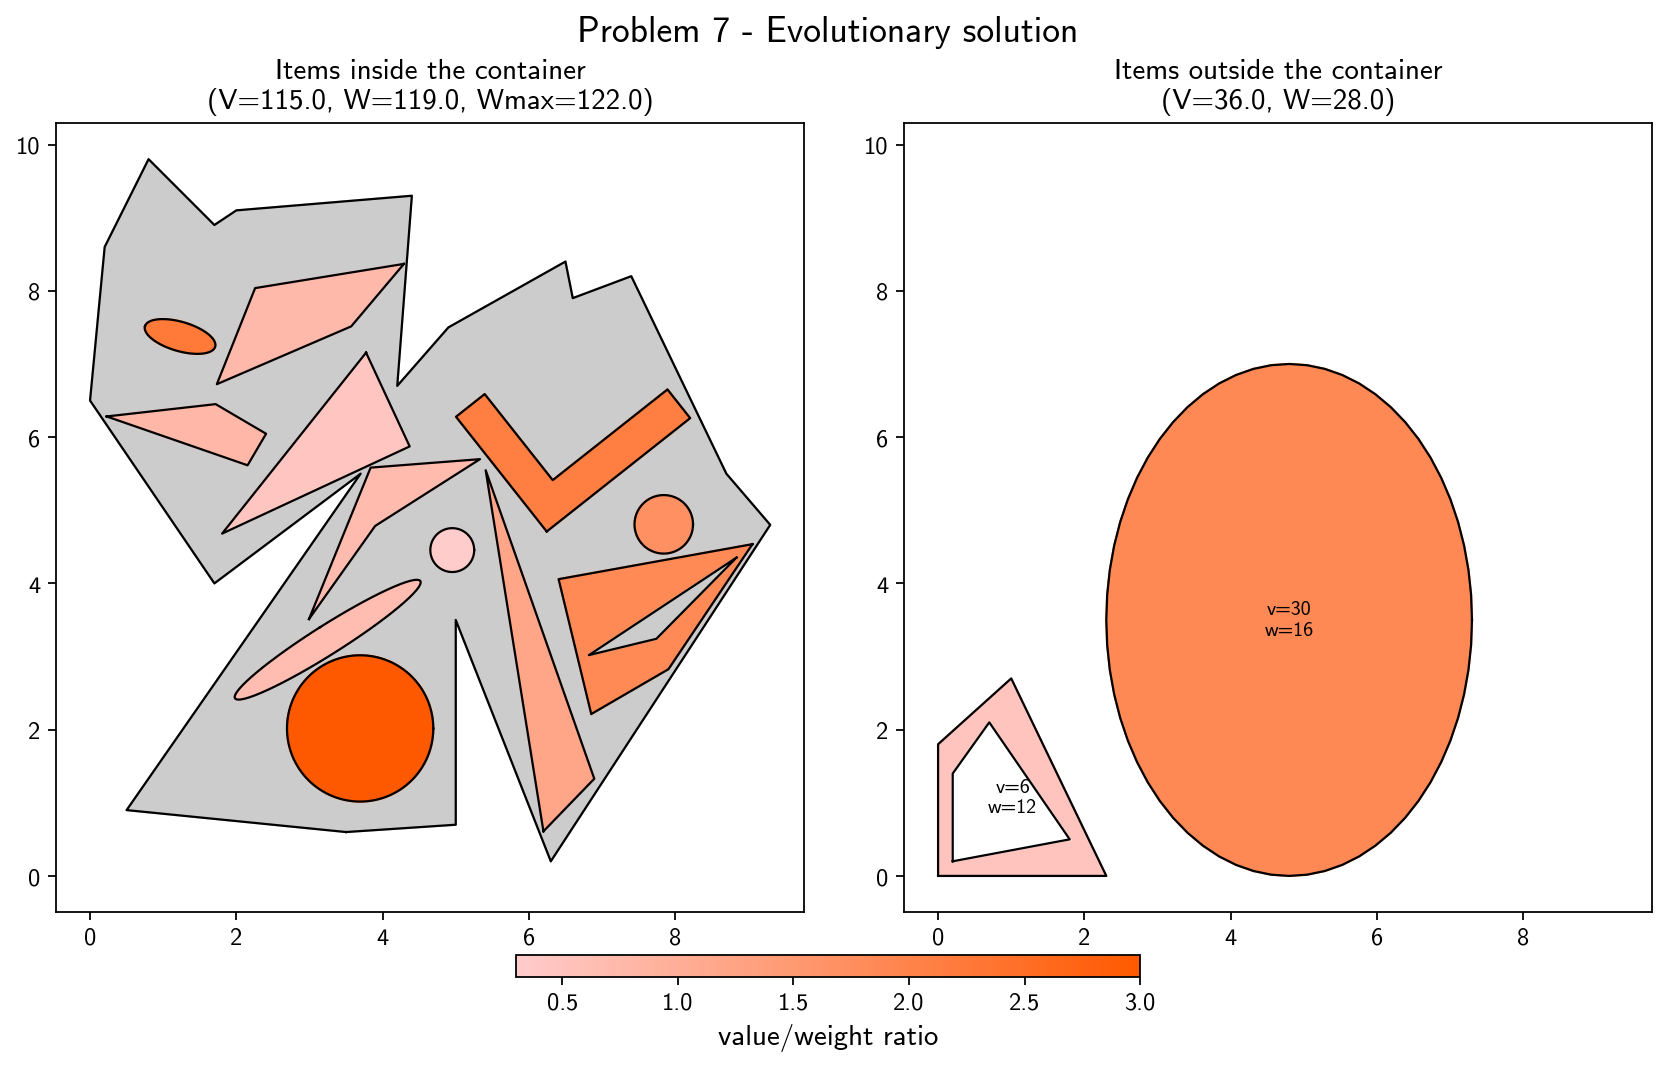 Problem 7 - Evolutionary solution
Items inside the container
(V=115.0, W=119.0, Wmax=122.0)
10
8
6
4
2
0
0 2 4 6 8
Items outside the container
(V=36.0, W=28.0)
10
8
6
4
2
0
v=30
w=16
v=6
w=12
0 2 4 6 8
0.5 1.0 1.5 2.0 2.5 3.0
value/weight ratio